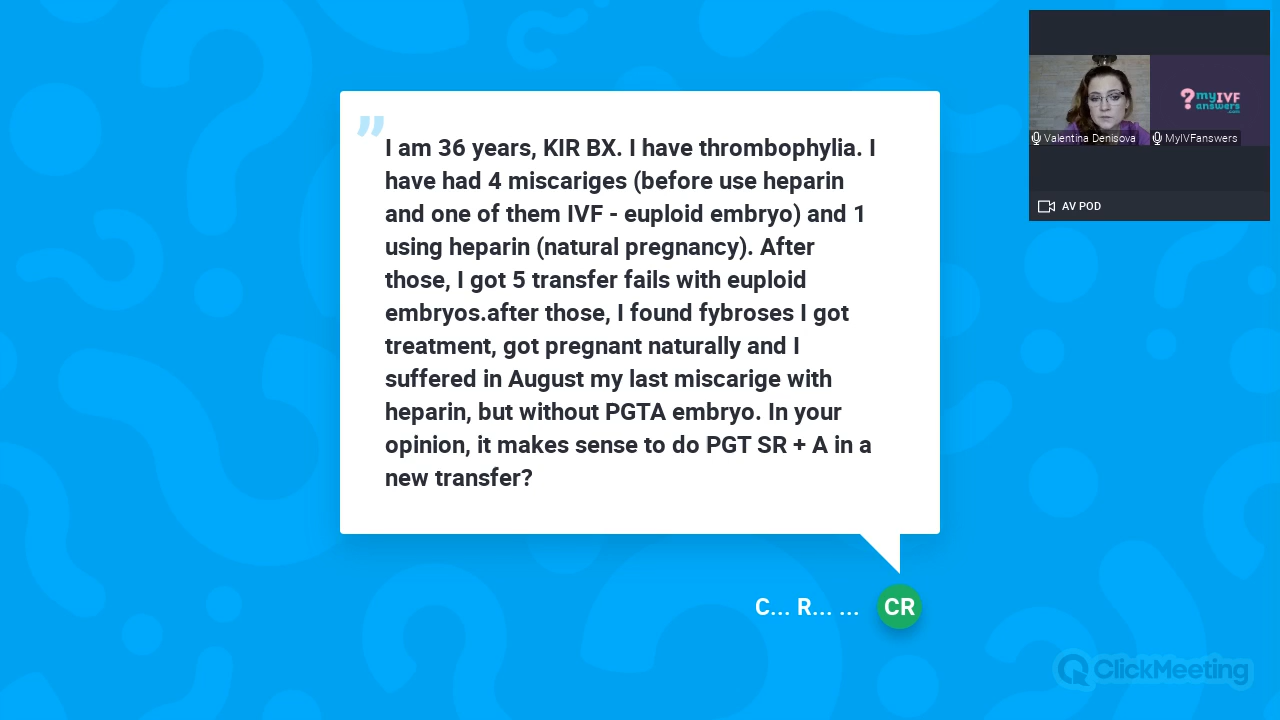 I am 36 years, KIR BX. I have thrombophylia. I
have had 4 miscariges (before use heparin
and one of them IVF - euploid embryo) and 1
using heparin (natural pregnancy). After
those, I got 5 transfer fails with euploid
embryos.after those, I found fybroses I got
treatment, got pregnant naturally and I
suffered in August my last miscarige with
heparin, but without PGTA embryo. In your
opinion, it makes sense to do PGT SR + A in a
new transfer?
C... R... ...
CR
?myIVF
answers
.com
Valentina Denisova
MyIVFanswers
AV POD
ClickMeeting